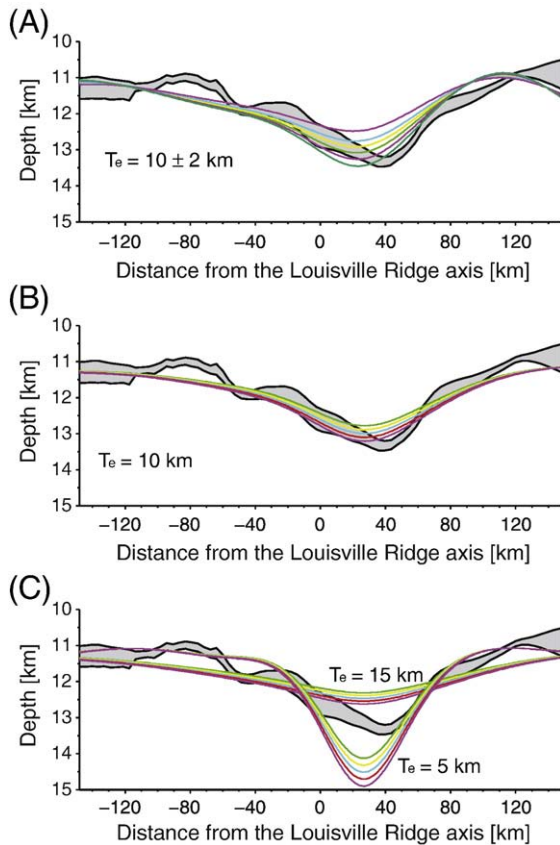 (A)
10
11
12
13
14
15
Depth [km]
Tₑ = 10 ± 2 km
−120 −80 −40 0 40 80 120
Distance from the Louisville Ridge axis [km]
(B)
10
11
12
13
14
15
Depth [km]
Tₑ = 10 km
−120 −80 −40 0 40 80 120
Distance from the Louisville Ridge axis [km]
(C)
10
11
12
13
14
15
Depth [km]
Tₑ = 15 km
Tₑ = 5 km
−120 −80 −40 0 40 80 120
Distance from the Louisville Ridge axis [km]